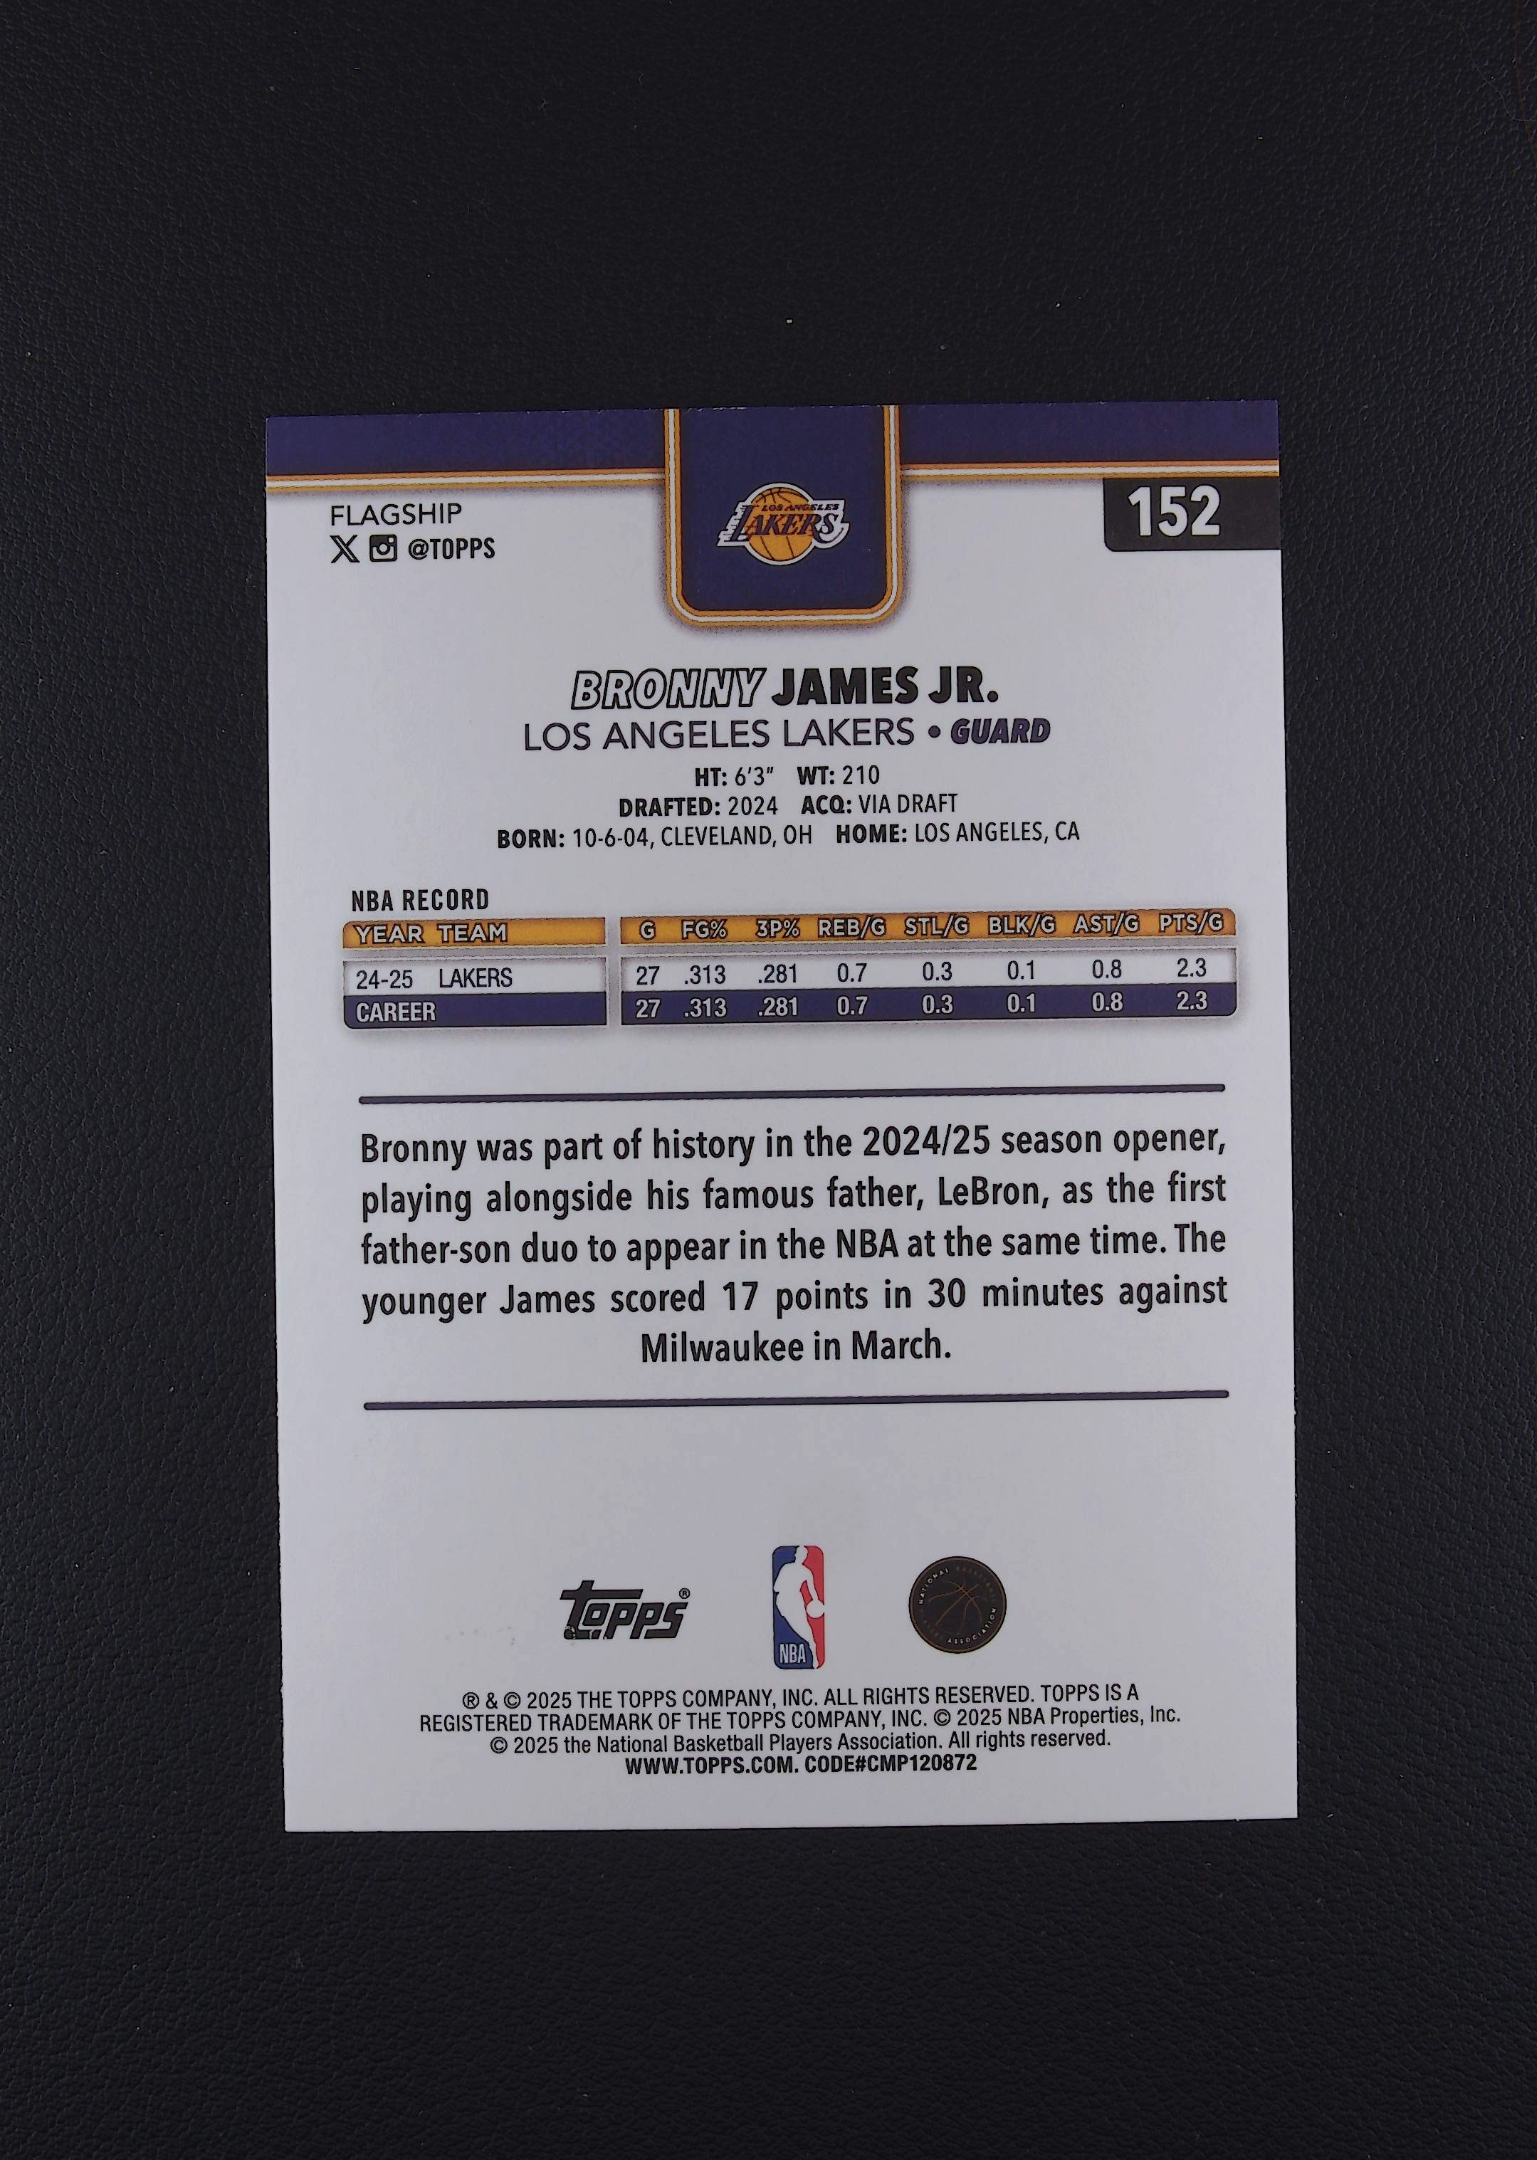 FLAGSHIP
@TOPPS
LOS ANGELES
LAKERS
152
BRONNY JAMES JR.
LOS ANGELES LAKERS • GUARD
HT: 6'3" WT: 210
DRAFTED: 2024 ACQ: VIA DRAFT
BORN: 10-6-04, CLEVELAND, OH HOME: LOS ANGELES, CA
NBA RECORD
YEAR TEAM G FG% 3P% REB/G STL/G BLK/G AST/G PTS/G
24-25 LAKERS 27 .313 .281 0.7 0.3 0.1 0.8 2.3
CAREER 27 .313 .281 0.7 0.3 0.1 0.8 2.3
Bronny was part of history in the 2024/25 season opener,
playing alongside his famous father, LeBron, as the first
father-son duo to appear in the NBA at the same time. The
younger James scored 17 points in 30 minutes against
Milwaukee in March.
Topps®
NBA
NATIONAL
ASSOCIATION
® & © 2025 THE TOPPS COMPANY, INC. ALL RIGHTS RESERVED. TOPPS IS A
REGISTERED TRADEMARK OF THE TOPPS COMPANY, INC. © 2025 NBA Properties, Inc.
© 2025 the National Basketball Players Association. All rights reserved.
WWW.TOPPS.COM. CODE#CMP120872